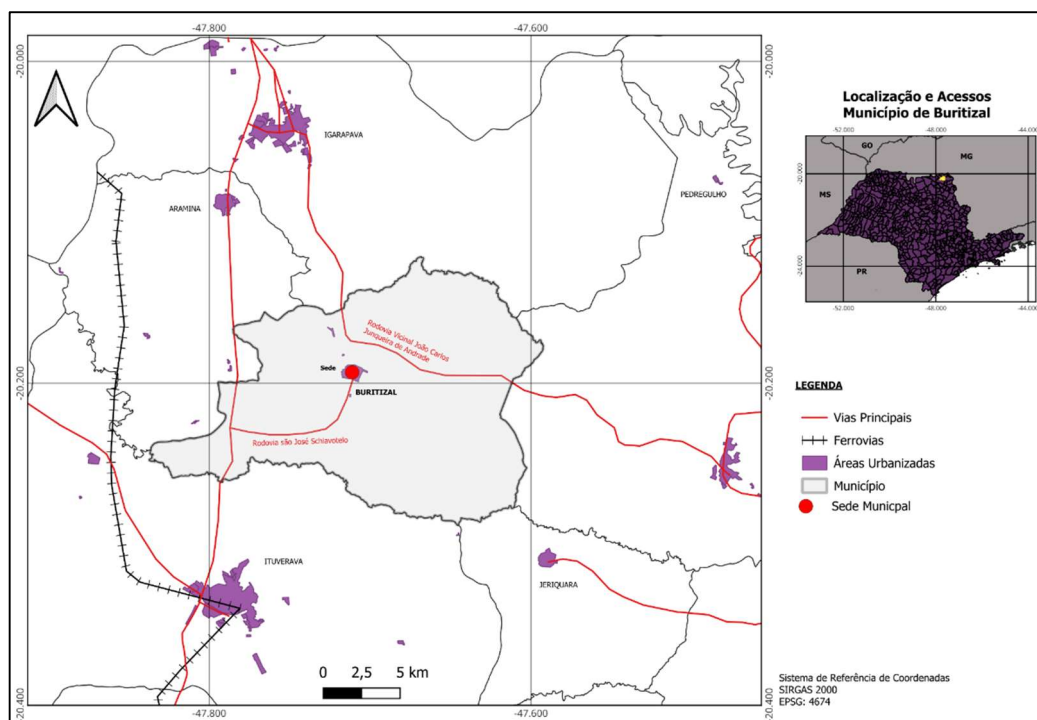 -47.800
-47.600
-20.000
-20.000
IGARAPAVA
PEDREGULHO
ARAMINA
Rodovia Vicinal João Carlos
Junqueira de Andrade
Sede
BURITIZAL
-20.200
-20.200
Rodovia são José Schiavotelo
ITUVERAVA
JERIQUARA
0 2,5 5 km
-20.400
-20.400
-47.800
-47.600
Localização e Acessos
Município de Buritizal
-52.000
-48.000
-44.000
GO
MG
-20.000
-20.000
MS
PR
-24.000
-24.000
-52.000
-48.000
-44.000
LEGENDA
Vias Principais
Ferrovias
Áreas Urbanizadas
Município
Sede Municpal
Sistema de Referência de Coordenadas
SIRGAS 2000
EPSG: 4674